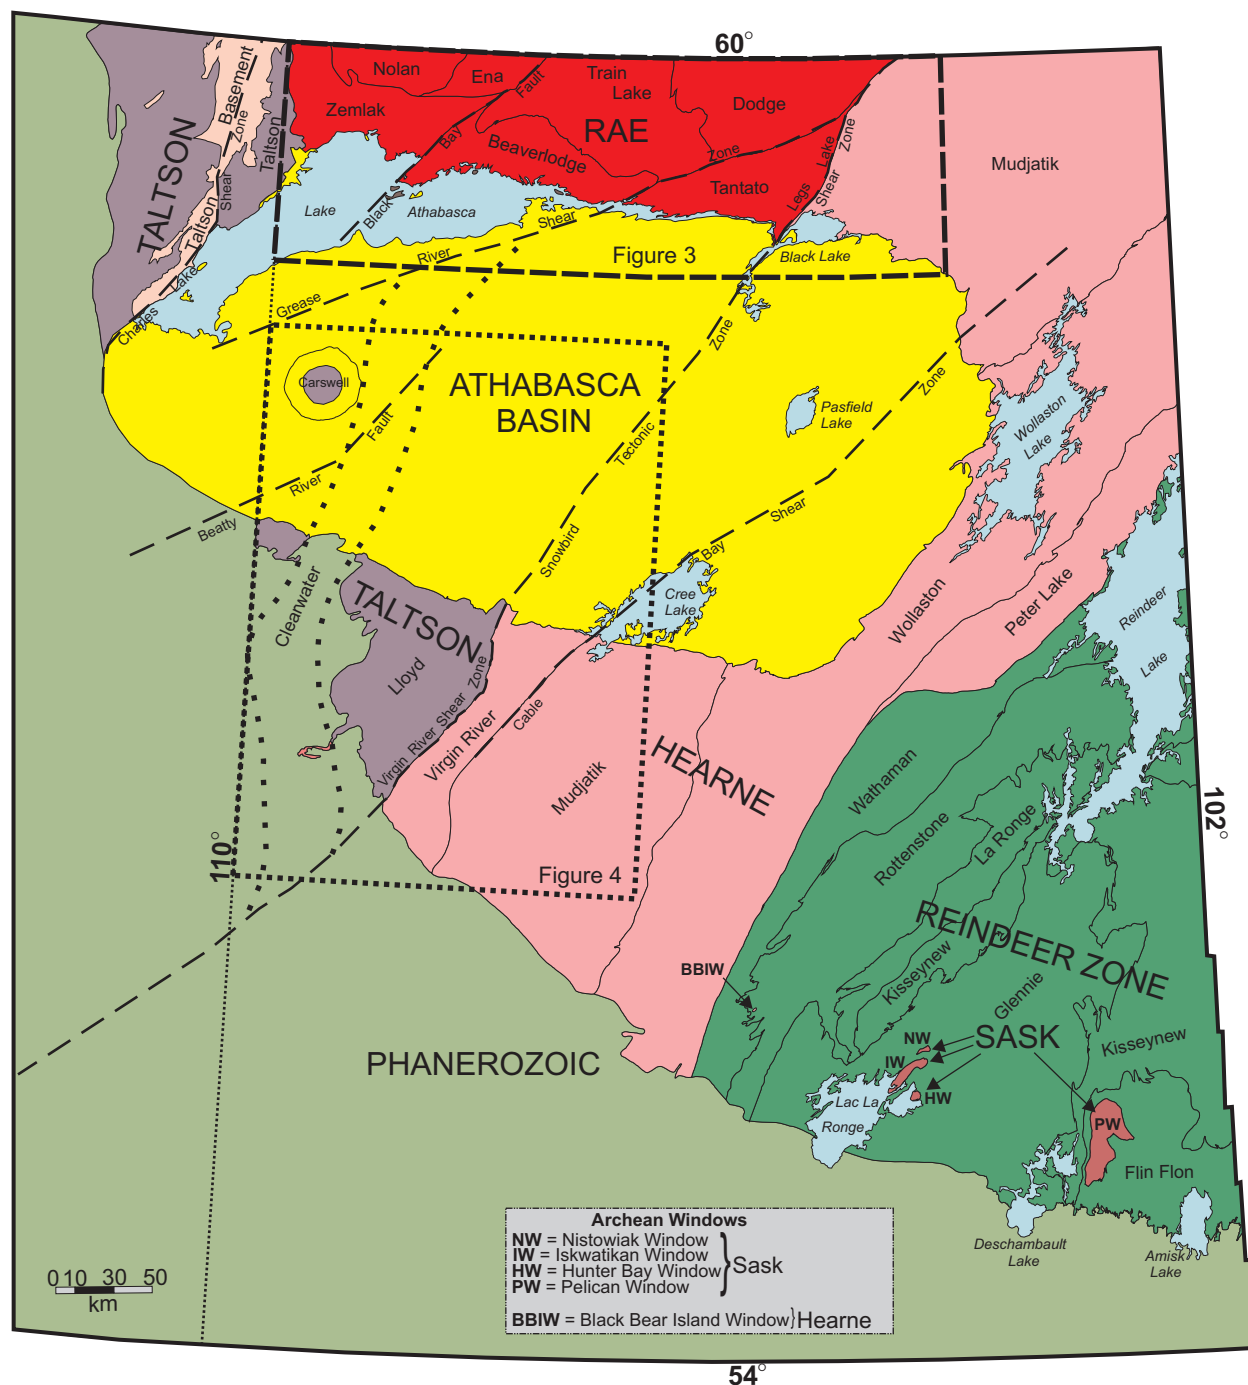 60°
Nolan
Ena
Train
Lake
Dodge
Zemlak
Bay
Fault
RAE
Beaverlodge
Zone
Tantato
Legs
Lake
Shear
Zone
Mudjatik
Basement
Zone
Taltson
Shear
Taltson
TALTSON
Lake
Charles
Lake
Black
Athabasca
Shear
River
Grease
Figure 3
Black Lake
Carswell
ATHABASCA
BASIN
Zone
Tectonic
Snowbird
Pasfield
Lake
Zone
Shear
Bay
Wollaston
Lake
Fault
River
Beatty
Clearwater
TALTSON
Lloyd
Cree
Lake
Wollaston
Peter Lake
Reindeer
Lake
Zone
Virgin River Shear
Virgin River
Cable
Mudjatik
HEARNE
Wathaman
Rottenstone
La Ronge
102°
110°
Figure 4
REINDEER ZONE
BBIW
Kisseynew
Glennie
SASK
Kisseynew
NW
IW
HW
PHANEROZOIC
Lac La
Ronge
PW
Flin Flon
Deschambault
Lake
Amisk
Lake
Archean Windows
NW = Nistowiak Window
IW = Iskwatikan Window
HW = Hunter Bay Window
PW = Pelican Window
Sask
BBIW = Black Bear Island Window} Hearne
0 10 30 50
km
54°